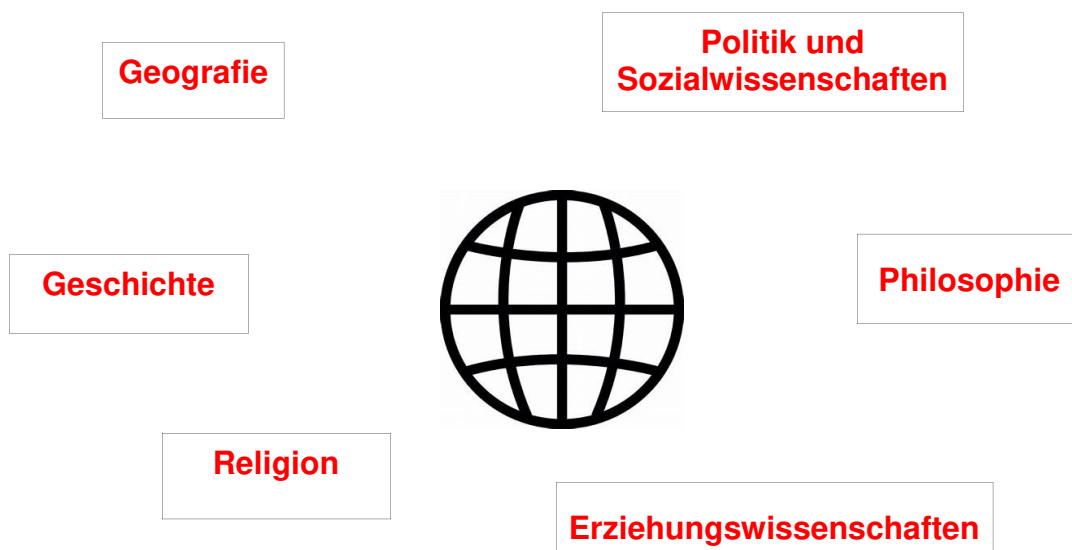 Geografie
Politik und
Sozialwissenschaften
Geschichte
Philosophie
Religion
Erziehungswissenschaften